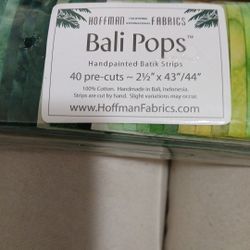 HOFFMAN CALIFORNIA INTERNATIONAL FABRICS
Bali Pops™
Handpainted Batik Strips
40 pre-cuts ~ 2½" x 43"/44"
100% Cotton. Handmade in Bali, Indonesia.
Strips are cut by hand. Slight variations may occur.
www.HoffmanFabrics.com